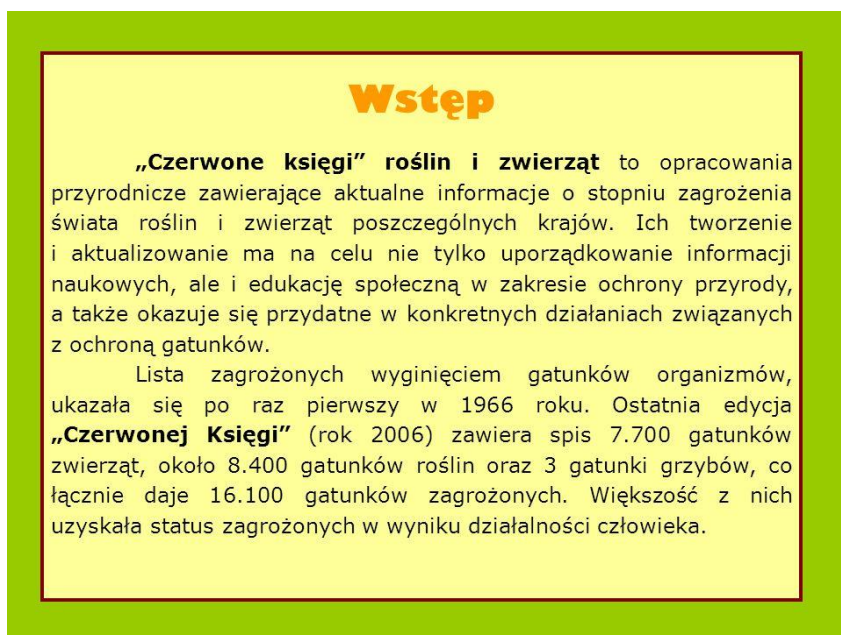 Wstęp
„Czerwone księgi” roślin i zwierząt to opracowania
przyrodnicze zawierające aktualne informacje o stopniu zagrożenia
świata roślin i zwierząt poszczególnych krajów. Ich tworzenie
i aktualizowanie ma na celu nie tylko uporządkowanie informacji
naukowych, ale i edukację społeczną w zakresie ochrony przyrody,
a także okazuje się przydatne w konkretnych działaniach związanych
z ochroną gatunków.
Lista zagrożonych wyginięciem gatunków organizmów,
ukazała się po raz pierwszy w 1966 roku. Ostatnia edycja
„Czerwonej Księgi” (rok 2006) zawiera spis 7.700 gatunków
zwierząt, około 8.400 gatunków roślin oraz 3 gatunki grzybów, co
łącznie daje 16.100 gatunków zagrożonych. Większość z nich
uzyskała status zagrożonych w wyniku działalności człowieka.